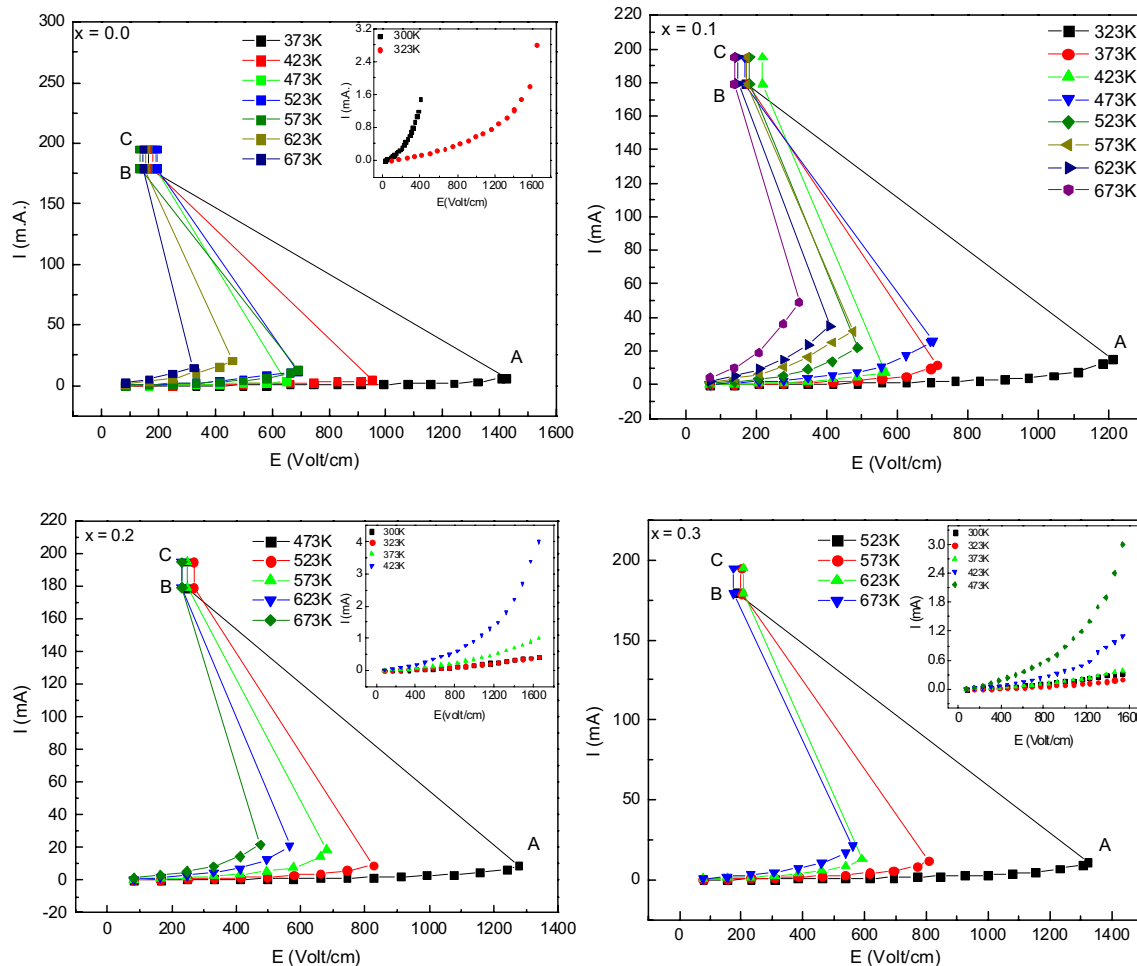 x = 0.0
373K
423K
473K
523K
573K
623K
673K
C
B
A
I (m.A.)
300
250
200
150
100
50
0
0 200 400 600 800 1000 1200 1400 1600
E (Volt/cm)
300K
323K
I (m.A.)
3.2
2.4
1.6
0.8
0.0
0 400 800 1200 1600
E(Volt/cm)
x = 0.1
323K
373K
423K
473K
523K
573K
623K
673K
C
B
A
I (mA)
220
200
180
160
140
120
100
80
60
40
20
0
-20
0 200 400 600 800 1000 1200
E (Volt/cm)
x = 0.2
473K
523K
573K
623K
673K
C
B
A
I (mA)
220
200
180
160
140
120
100
80
60
40
20
0
-20
0 200 400 600 800 1000 1200 1400
E (Volt/cm)
300K
323K
373K
423K
I (mA)
4
3
2
1
0
0 400 800 1200 1600
E(volt/cm)
x = 0.3
523K
573K
623K
673K
C
B
A
I (mA)
200
150
100
50
0
0 200 400 600 800 1000 1200 1400
E (Volt/cm)
300K
323K
373K
423K
473K
I (mA)
3.0
2.4
1.8
1.2
0.6
0.0
0 400 800 1200 1600
E (Volt/cm)